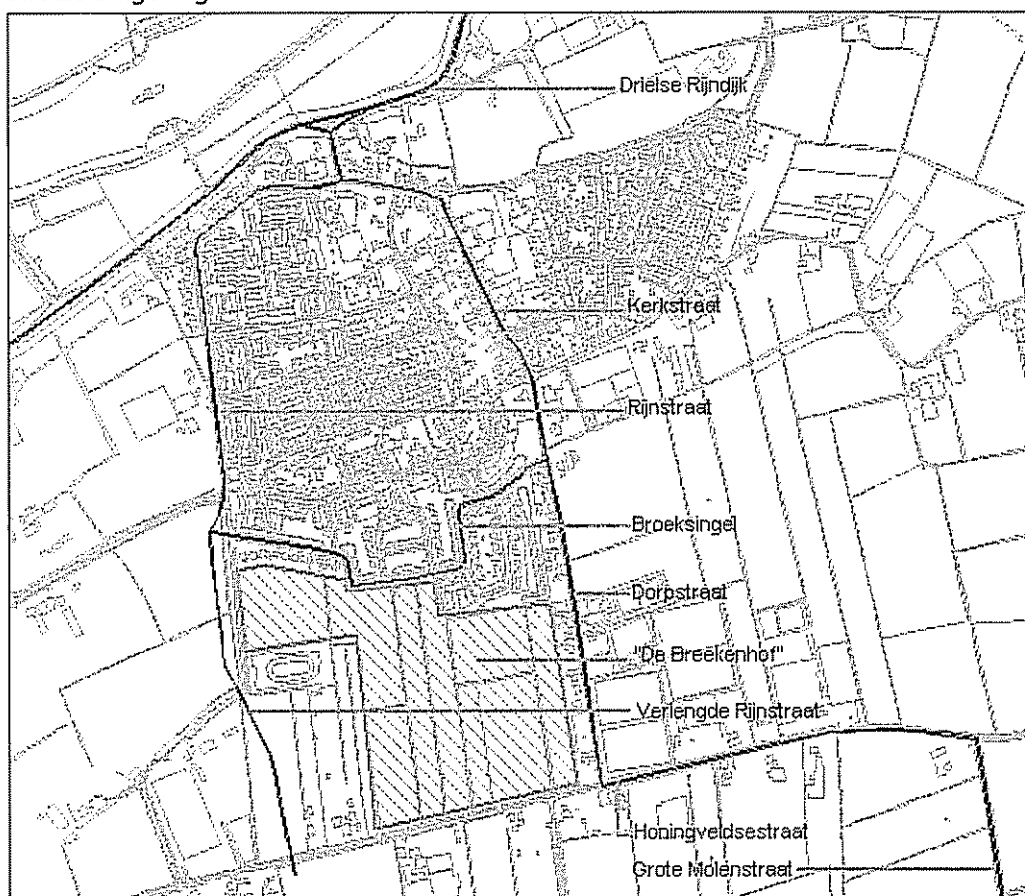 Drielse Rijndijk
Kerkstraat
Rijnstraat
Broeksingel
Dorpstraat
"De Breekenhof"
Verlengde Rijnstraat
Honingveldsestraat
Grote Molenstraat